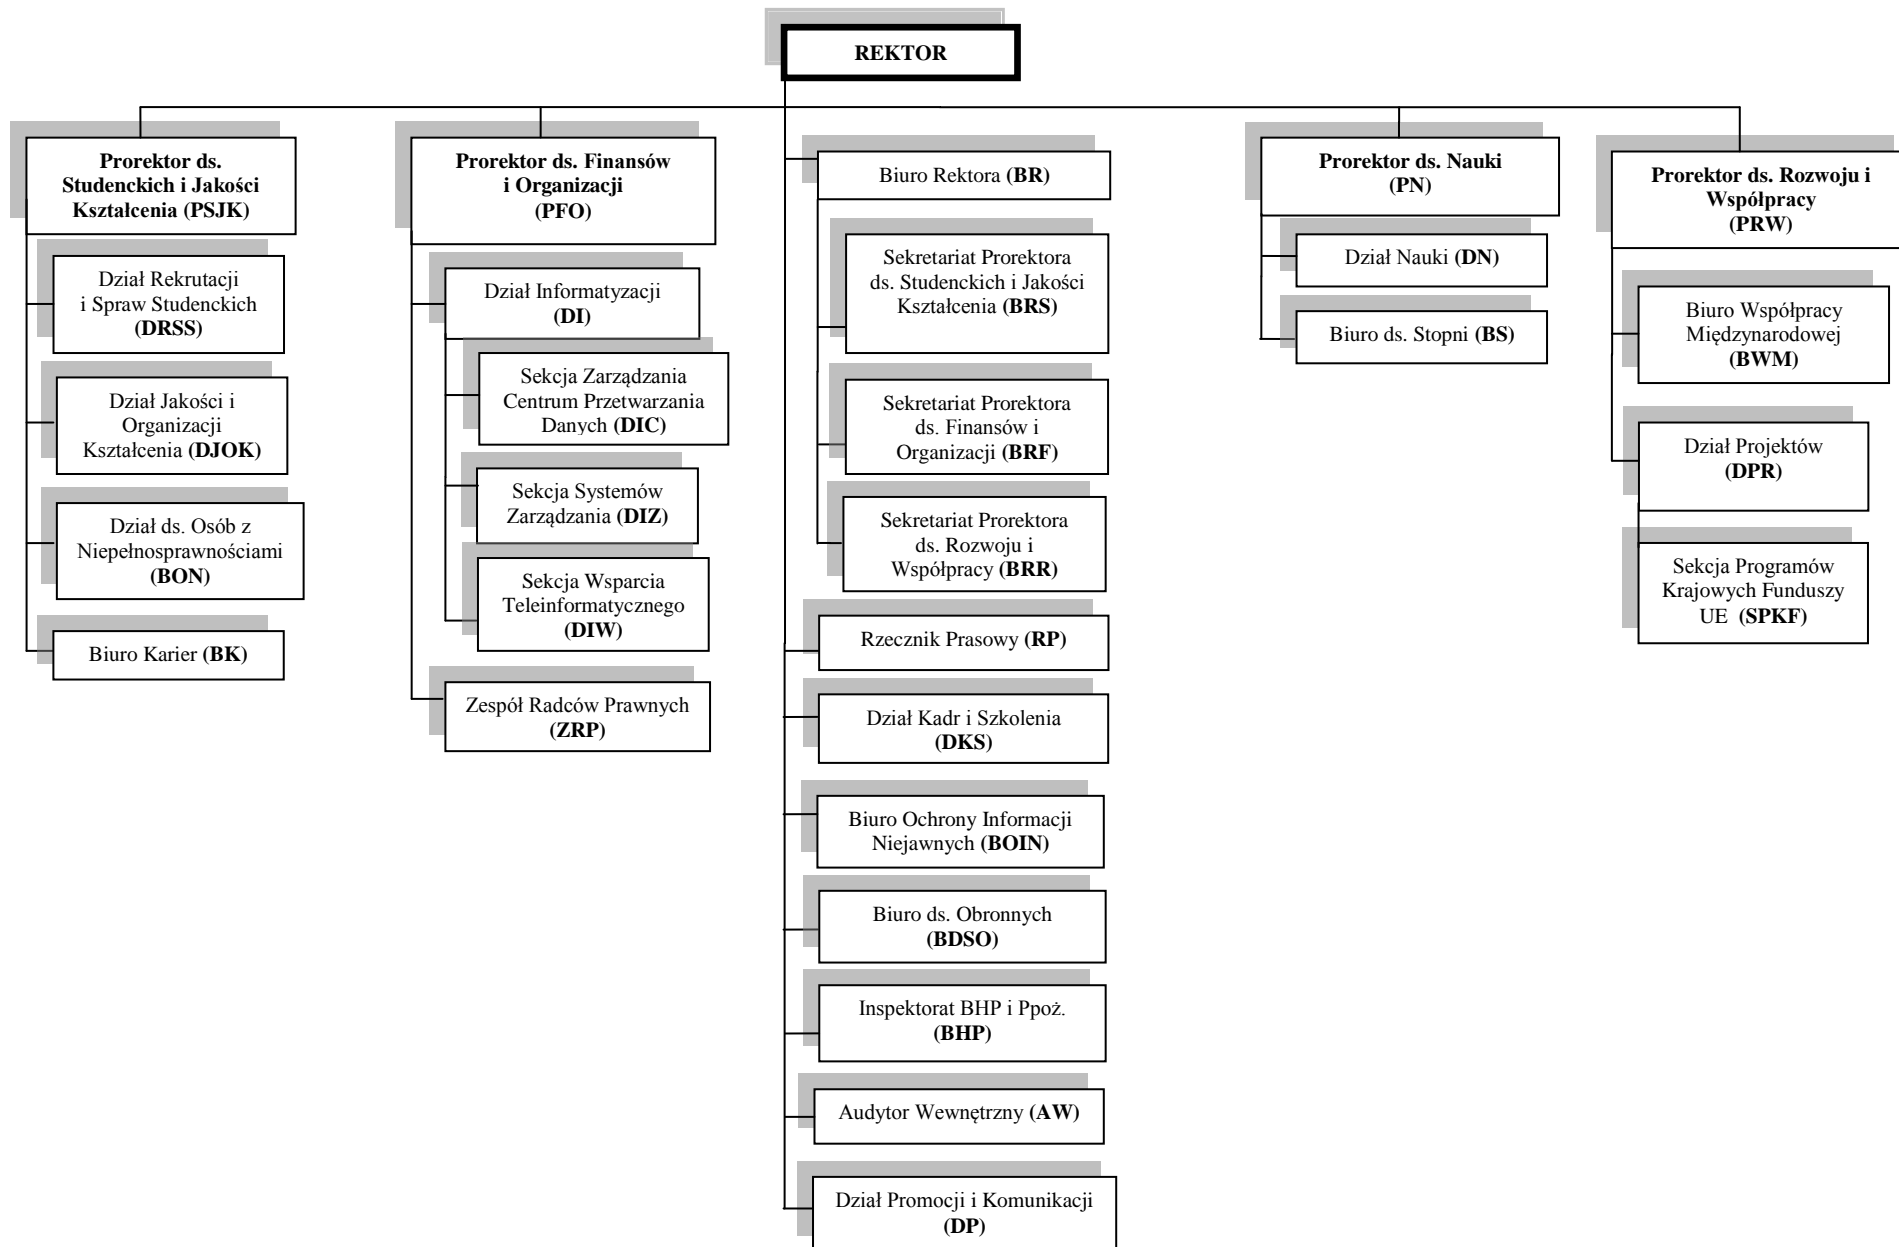 REKTOR
Prorektor ds.
Studenckich i Jakości
Kształcenia (PSJK)
Dział Rekrutacji
i Spraw Studenckich
(DRSS)
Dział Jakości i
Organizacji
Kształcenia (DJOK)
Dział ds. Osób z
Niepełnosprawnościami
(BON)
Biuro Karier (BK)
Prorektor ds. Finansów
i Organizacji
(PFO)
Dział Informatyzacji
(DI)
Sekcja Zarządzania
Centrum Przetwarzania
Danych (DIC)
Sekcja Systemów
Zarządzania (DIZ)
Sekcja Wsparcia
Teleinformatycznego
(DIW)
Zespół Radców Prawnych
(ZRP)
Biuro Rektora (BR)
Sekretariat Prorektora
ds. Studenckich i Jakości
Kształcenia (BRS)
Sekretariat Prorektora
ds. Finansów i
Organizacji (BRF)
Sekretariat Prorektora
ds. Rozwoju i
Współpracy (BRR)
Rzecznik Prasowy (RP)
Dział Kadr i Szkolenia
(DKS)
Biuro Ochrony Informacji
Niejawnych (BOIN)
Biuro ds. Obronnych
(BDSO)
Inspektorat BHP i Ppoż.
(BHP)
Audytor Wewnętrzny (AW)
Dział Promocji i Komunikacji
(DP)
Prorektor ds. Nauki
(PN)
Dział Nauki (DN)
Biuro ds. Stopni (BS)
Prorektor ds. Rozwoju i
Współpracy
(PRW)
Biuro Współpracy
Międzynarodowej
(BWM)
Dział Projektów
(DPR)
Sekcja Programów
Krajowych Funduszy
UE (SPKF)